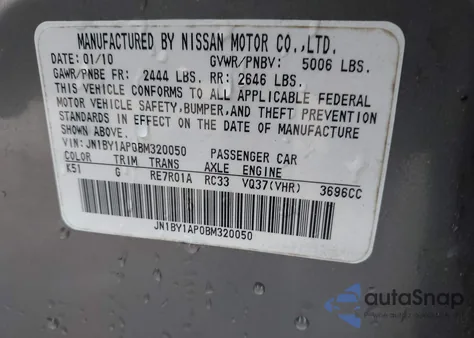 MANUFACTURED BY NISSAN MOTOR CO.,LTD.
DATE: 01/10 GVWR/PNBV: 5006 LBS.
GAWR/PNBE FR: 2444 LBS. RR: 2646 LBS.
THIS VEHICLE CONFORMS TO ALL APPLICABLE FEDERAL
MOTOR VEHICLE SAFETY,BUMPER,AND THEFT PREVENTION
STANDARDS IN EFFECT ON THE DATE OF MANUFACTURE
SHOWN ABOVE.
VIN: JN1BY1AP0BM320050 PASSENGER CAR
COLOR TRIM TRANS AXLE ENGINE
K51 G RE7R01A RC33 VQ37(VHR) 3696CC
JN1BY1AP0BM320050
autoSnap